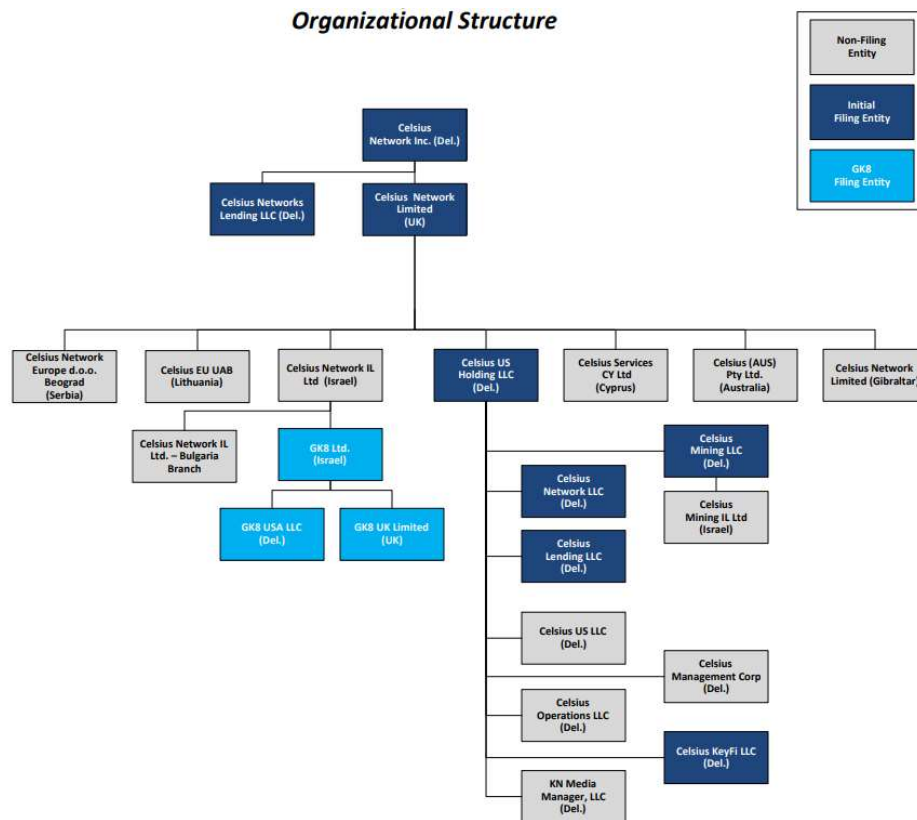 Organizational Structure
Non-Filing
Entity
Initial
Filing Entity
GK8
Filing Entity
Celsius
Network Inc. (Del.)
Celsius Networks
Lending LLC (Del.)
Celsius Network
Limited
(UK)
Celsius Network
Europe d.o.o.
Beograd
(Serbia)
Celsius EU UAB
(Lithuania)
Celsius Network IL
Ltd (Israel)
Celsius US
Holding LLC
(Del.)
Celsius Services
CY Ltd
(Cyprus)
Celsius (AUS)
Pty Ltd.
(Australia)
Celsius Network
Limited (Gibraltar)
Celsius Network IL
Ltd. – Bulgaria
Branch
GK8 Ltd.
(Israel)
GK8 USA LLC
(Del.)
GK8 UK Limited
(UK)
Celsius
Mining LLC
(Del.)
Celsius
Network LLC
(Del.)
Celsius
Mining IL Ltd
(Israel)
Celsius
Lending LLC
(Del.)
Celsius US LLC
(Del.)
Celsius
Management Corp
(Del.)
Celsius
Operations LLC
(Del.)
Celsius KeyFi LLC
(Del.)
KN Media
Manager, LLC
(Del.)